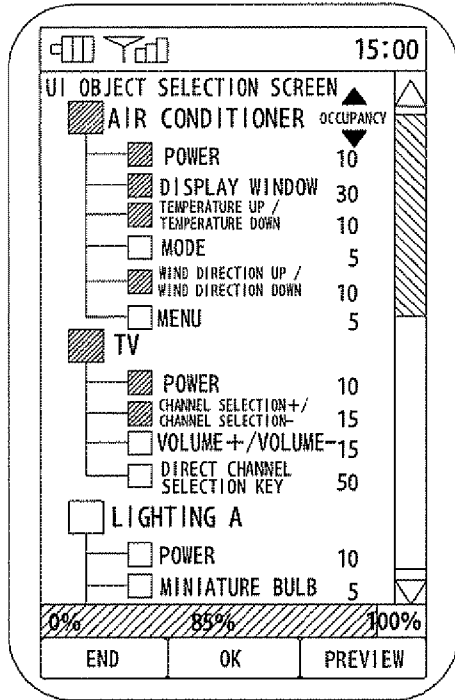 15:00
UI OBJECT SELECTION SCREEN
AIR CONDITIONER OCCUPANCY
POWER 10
DISPLAY WINDOW 30
TEMPERATURE UP /
TEMPERATURE DOWN 10
MODE 5
WIND DIRECTION UP /
WIND DIRECTION DOWN 10
MENU 5
TV
POWER 10
CHANNEL SELECTION+/
CHANNEL SELECTION- 15
VOLUME+/VOLUME- 15
DIRECT CHANNEL
SELECTION KEY 50
LIGHTING A
POWER 10
MINIATURE BULB 5
0% 85% 100%
END OK PREVIEW